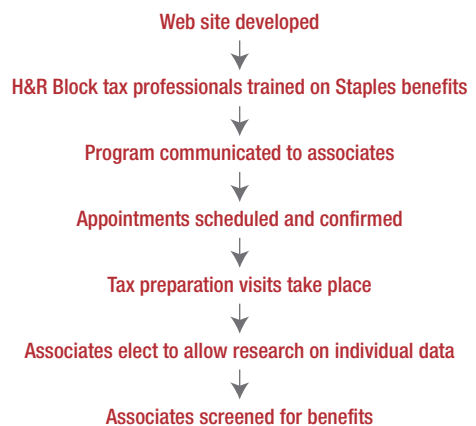 Web site developed
H&R Block tax professionals trained on Staples benefits
Program communicated to associates
Appointments scheduled and confirmed
Tax preparation visits take place
Associates elect to allow research on individual data
Associates screened for benefits